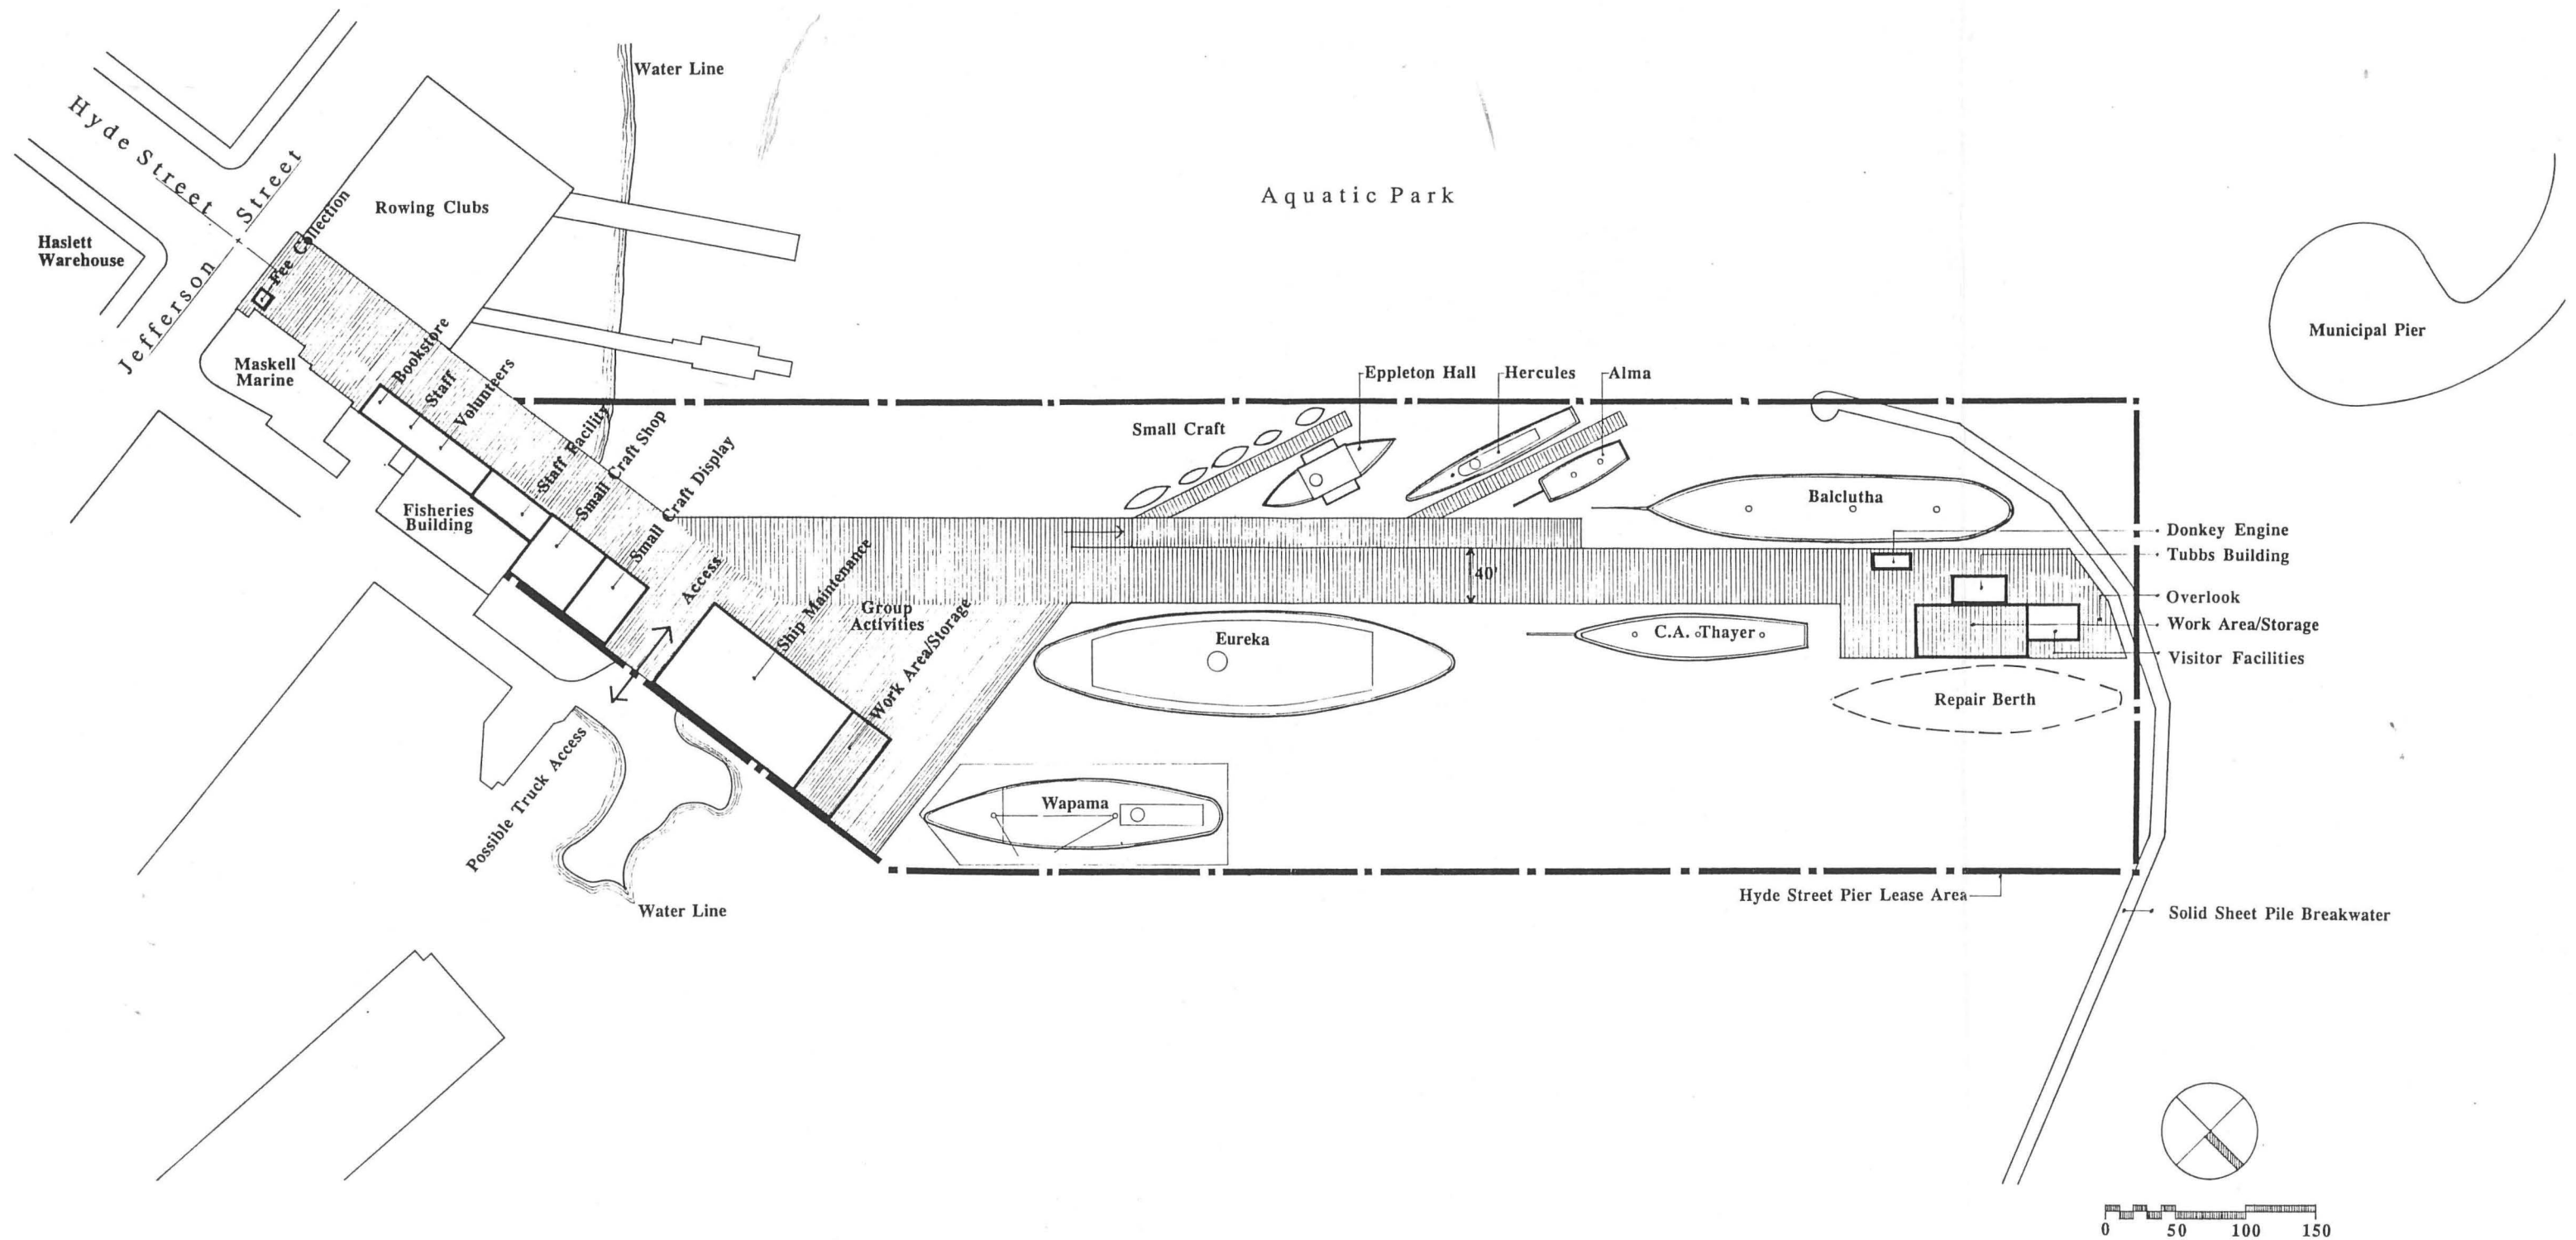 Water Line
Hyde Street
Jefferson Street
Haslett
Warehouse
Rowing Clubs
Fee Collection
Aquatic Park
Municipal Pier
Maskell
Marine
Bookstore
Staff
Volunteers
Staff Facility
Small Craft Shop
Small Craft Display
Fisheries
Building
Access
Ship Maintenance
Group
Activities
Work Area/Storage
Possible Truck Access
Water Line
Small Craft
Eppleton Hall
Hercules
Alma
Balclutha
40'
Eureka
C.A. Thayer
Wapama
Repair Berth
Donkey Engine
Tubbs Building
Overlook
Work Area/Storage
Visitor Facilities
Hyde Street Pier Lease Area
Solid Sheet Pile Breakwater
0 50 100 150